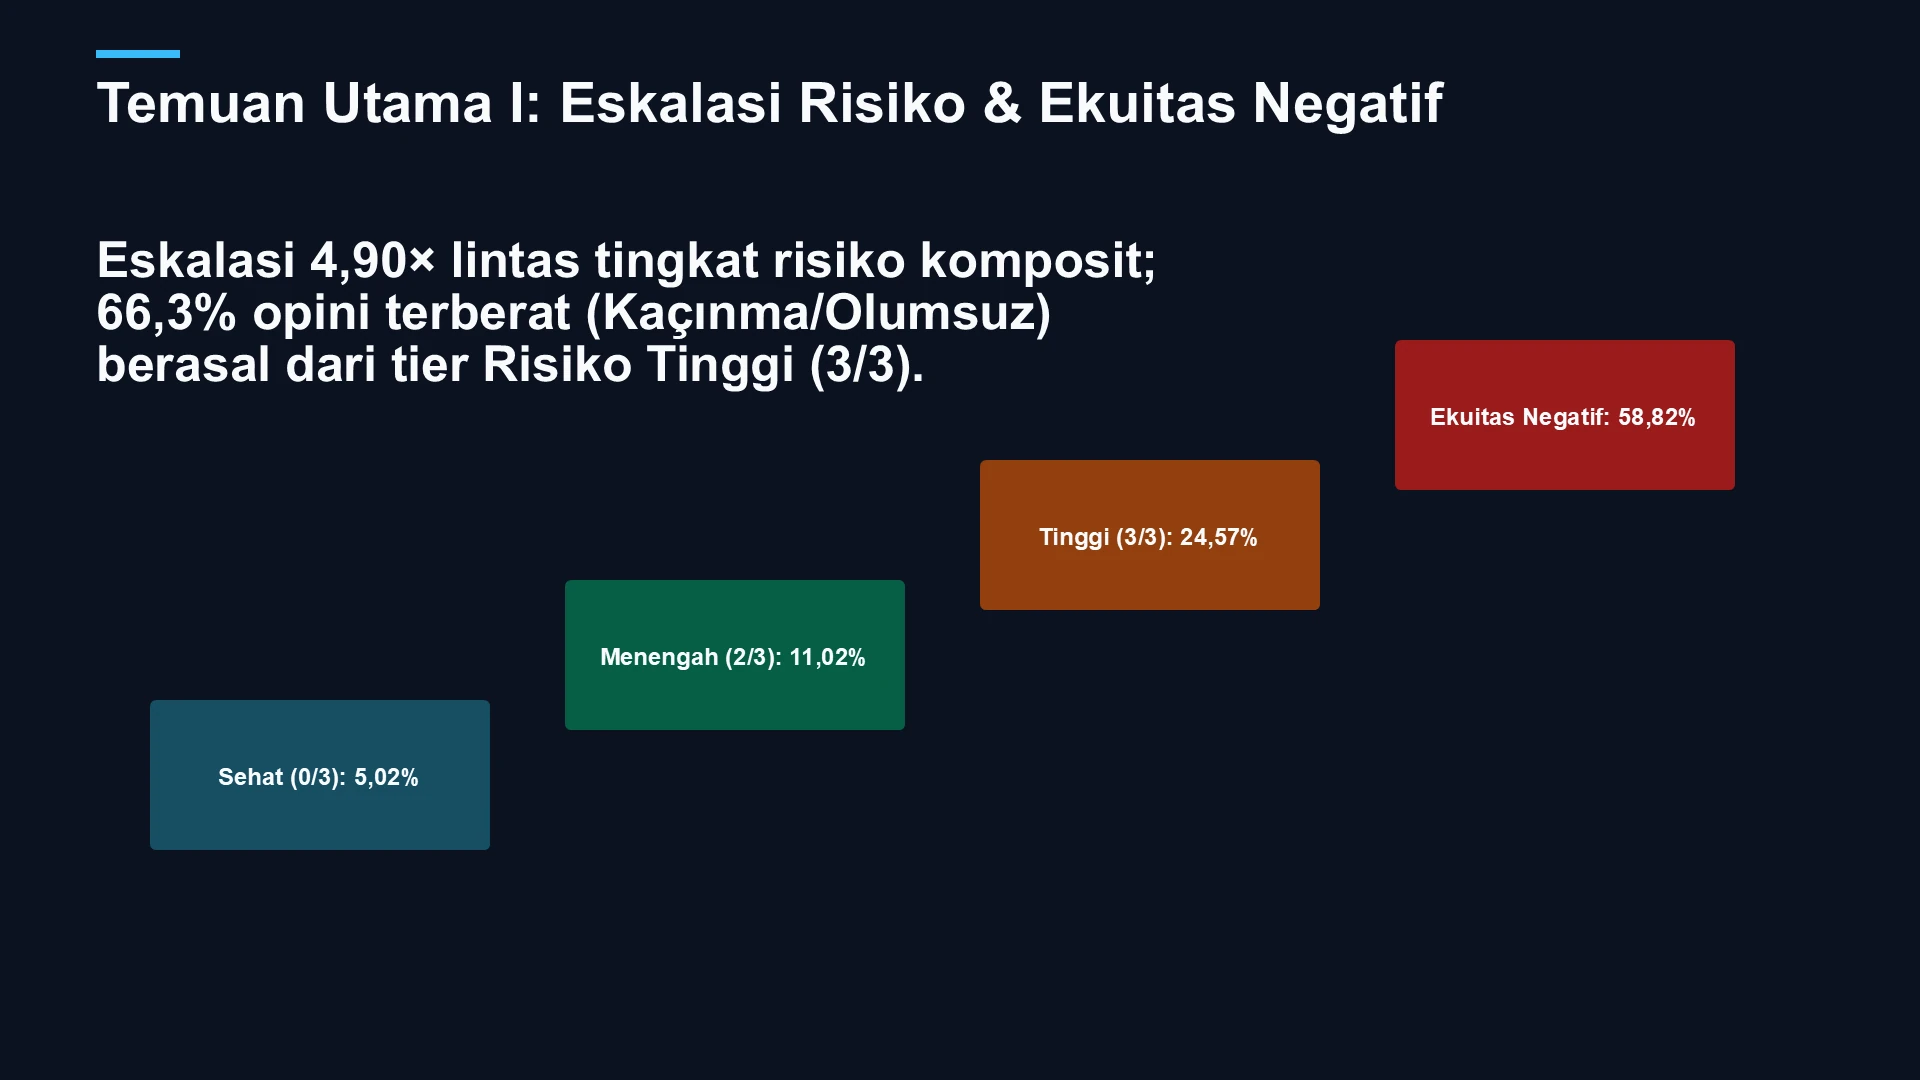 Temuan Utama I: Eskalasi Risiko & Ekuitas Negatif
Eskalasi 4,90× lintas tingkat risiko komposit;
66,3% opini terberat (Kaçınma/Olumsuz)
berasal dari tier Risiko Tinggi (3/3).
Ekuitas Negatif: 58,82%
Tinggi (3/3): 24,57%
Menengah (2/3): 11,02%
Sehat (0/3): 5,02%